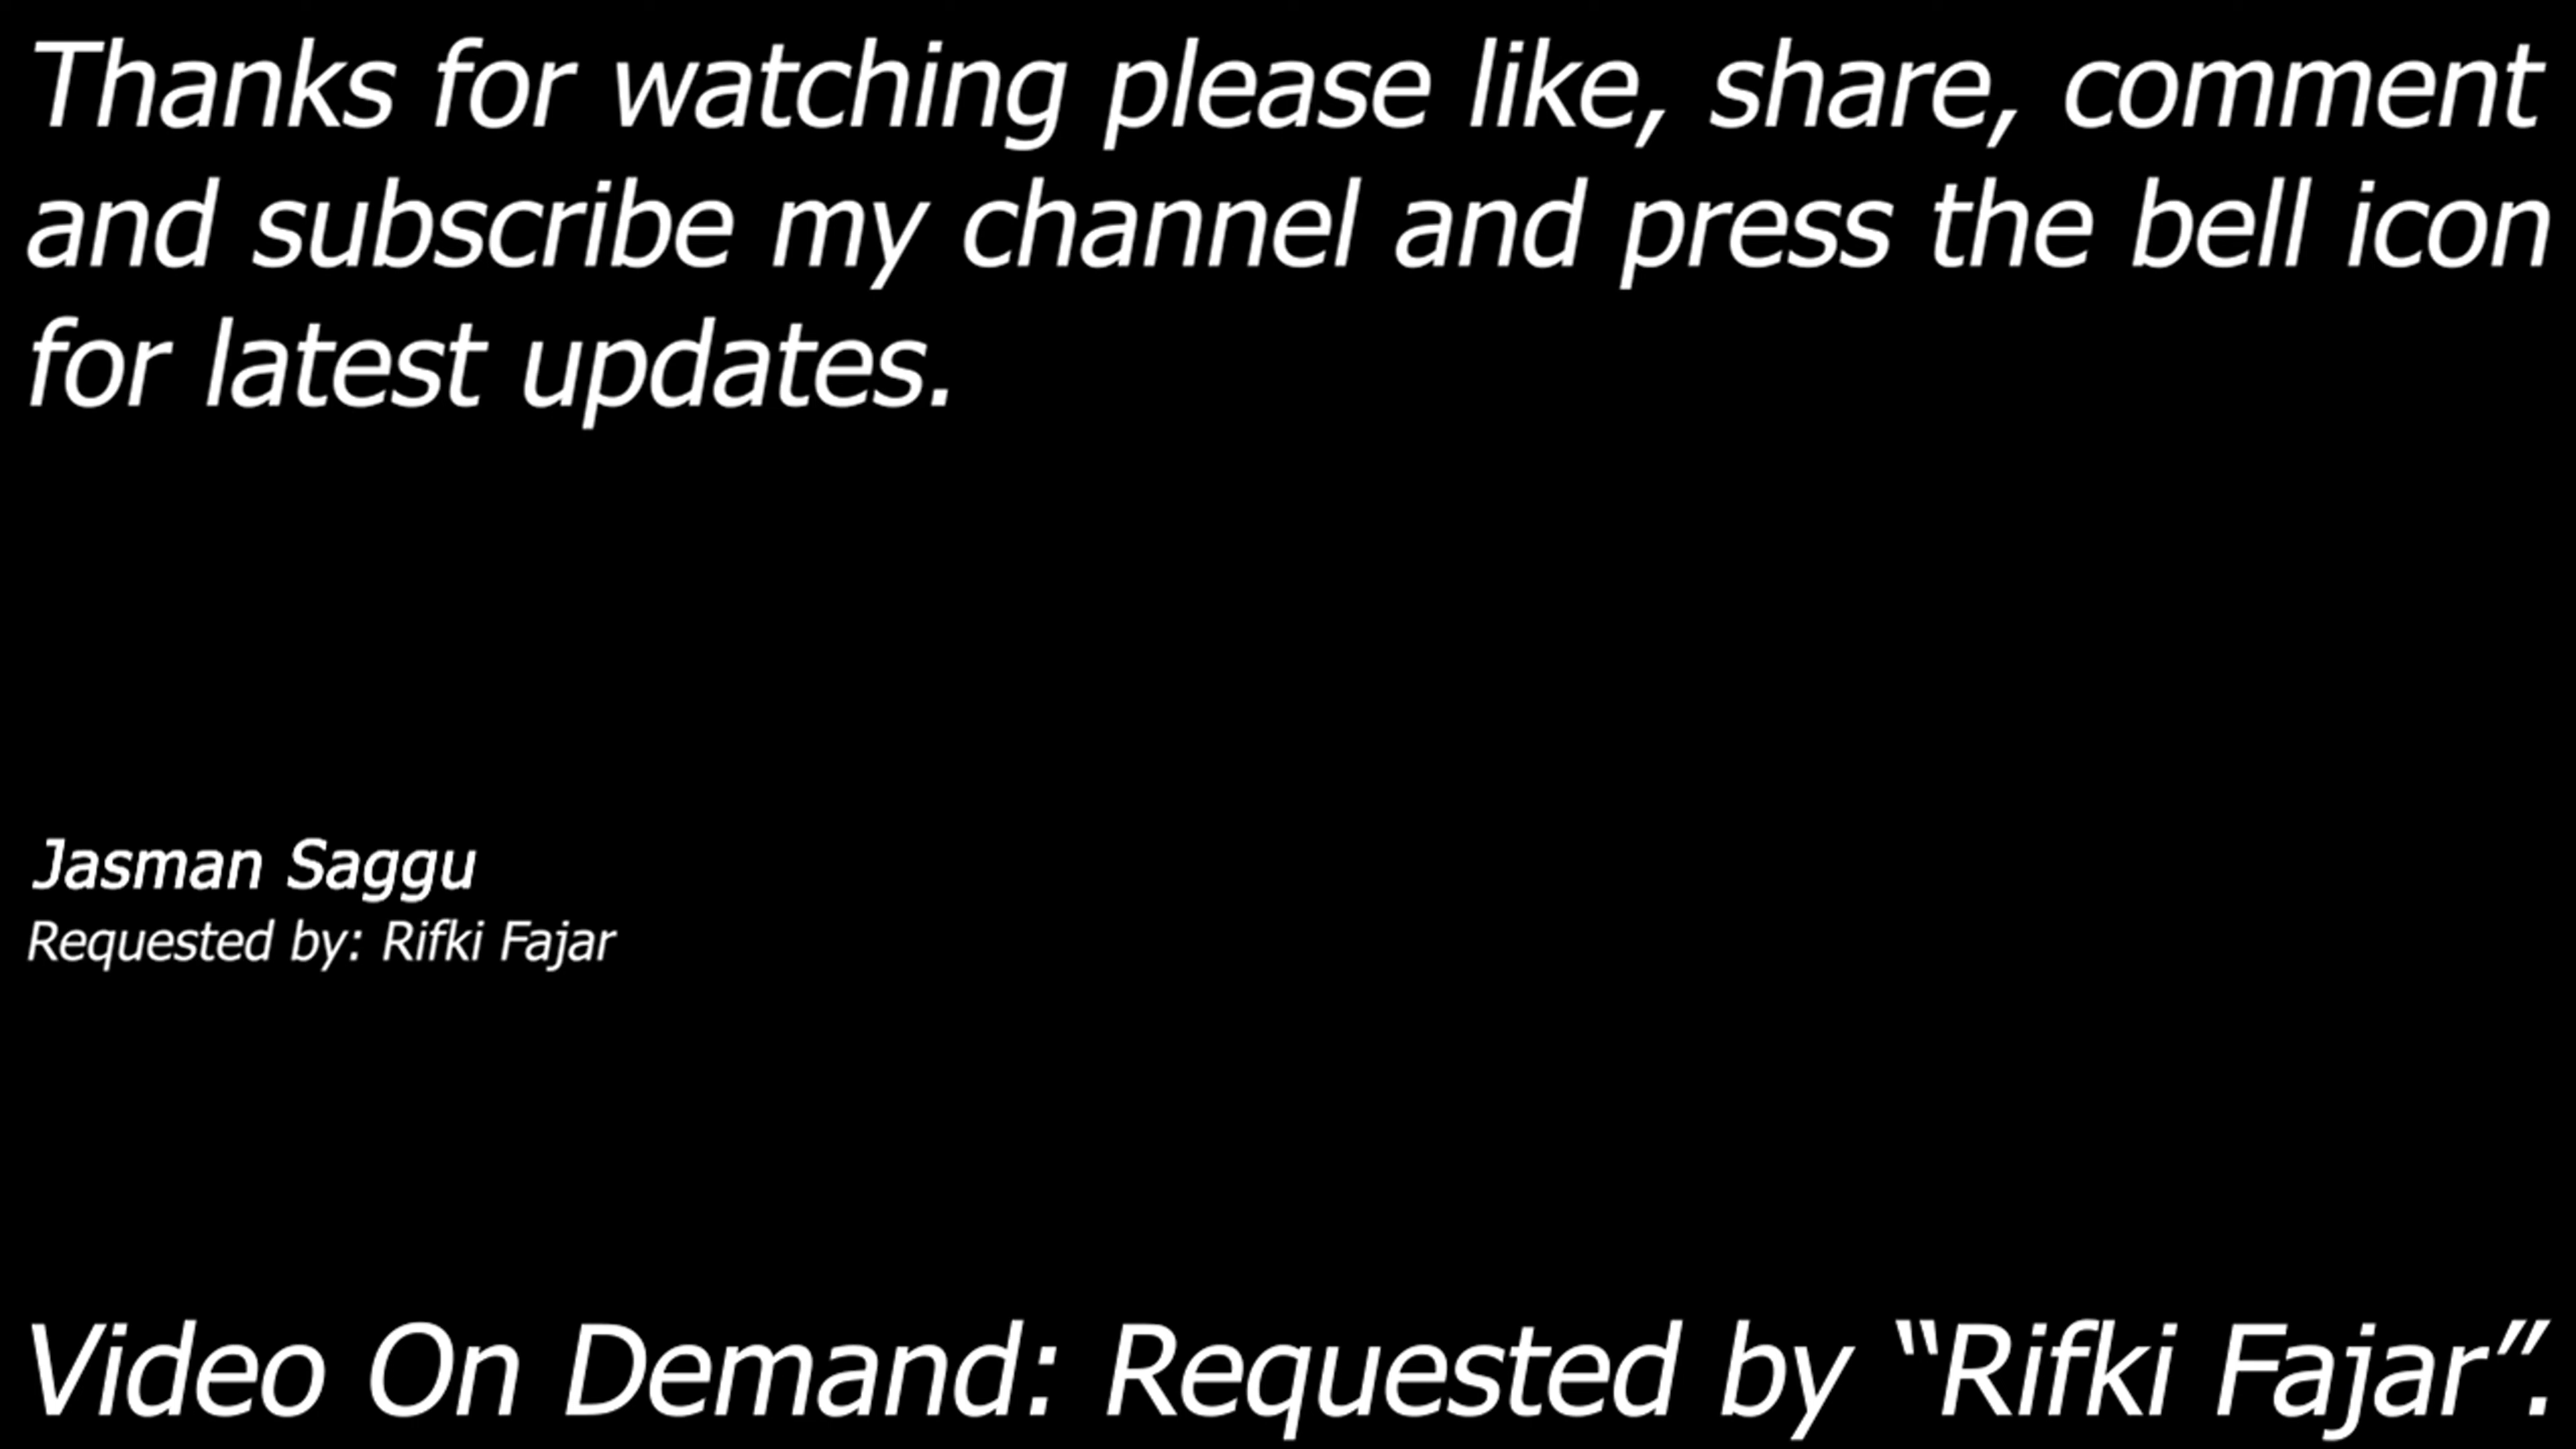 Thanks for watching please like, share, comment
and subscribe my channel and press the bell icon
for latest updates.
Jasman Saggu
Requested by: Rifki Fajar
Video On Demand: Requested by “Rifki Fajar”.